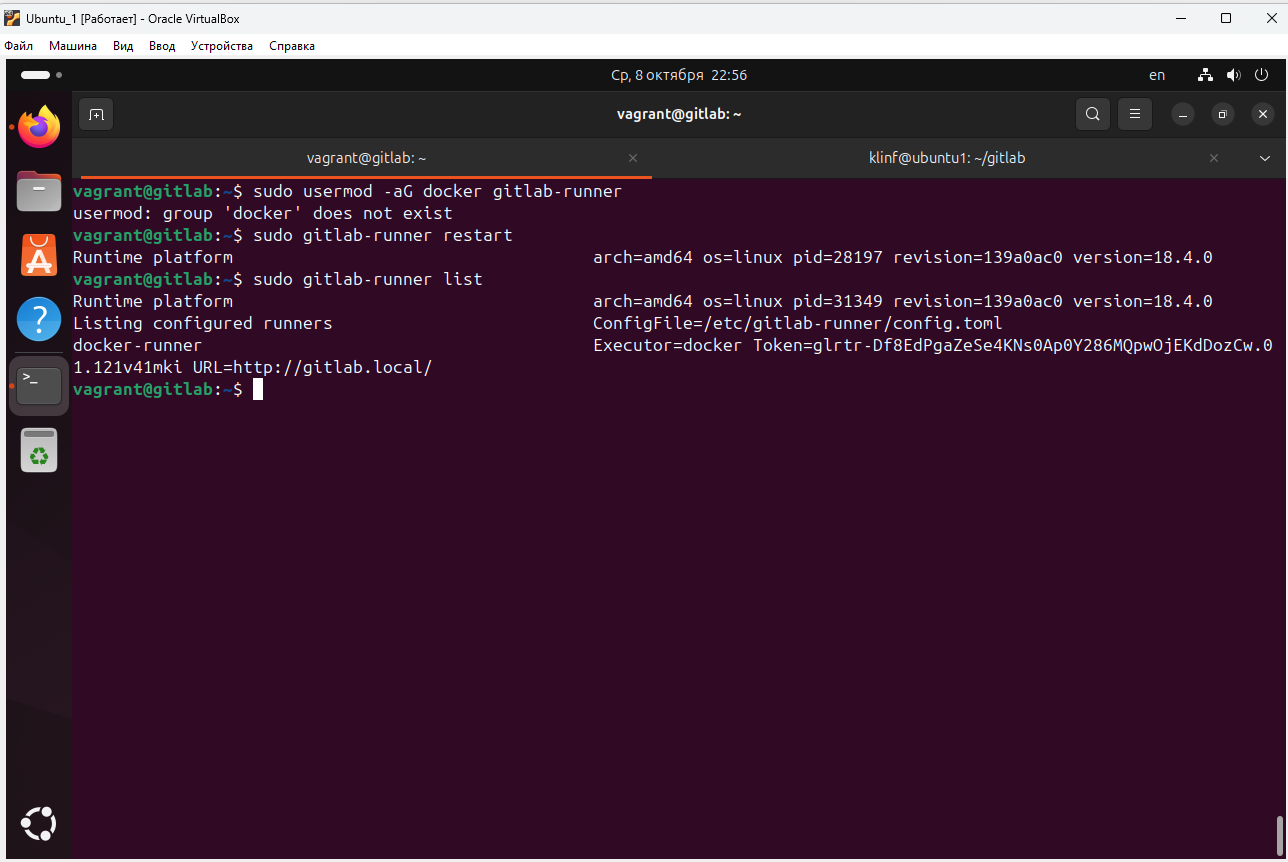 Ubuntu_1 [Работает] - Oracle VirtualBox
Файл Машина Вид Ввод Устройства Справка
Ср, 8 октября 22:56
en
vagrant@gitlab: ~
vagrant@gitlab: ~
klinf@ubuntu1: ~/gitlab
vagrant@gitlab:~$ sudo usermod -aG docker gitlab-runner
usermod: group 'docker' does not exist
vagrant@gitlab:~$ sudo gitlab-runner restart
Runtime platform arch=amd64 os=linux pid=28197 revision=139a0ac0 version=18.4.0
vagrant@gitlab:~$ sudo gitlab-runner list
Runtime platform arch=amd64 os=linux pid=31349 revision=139a0ac0 version=18.4.0
Listing configured runners ConfigFile=/etc/gitlab-runner/config.toml
docker-runner Executor=docker Token=glrtr-Df8EdPgaZeSe4KNs0Ap0Y286MQpwOjEKdDozCw.0
1.121v41mki URL=http://gitlab.local/
vagrant@gitlab:~$